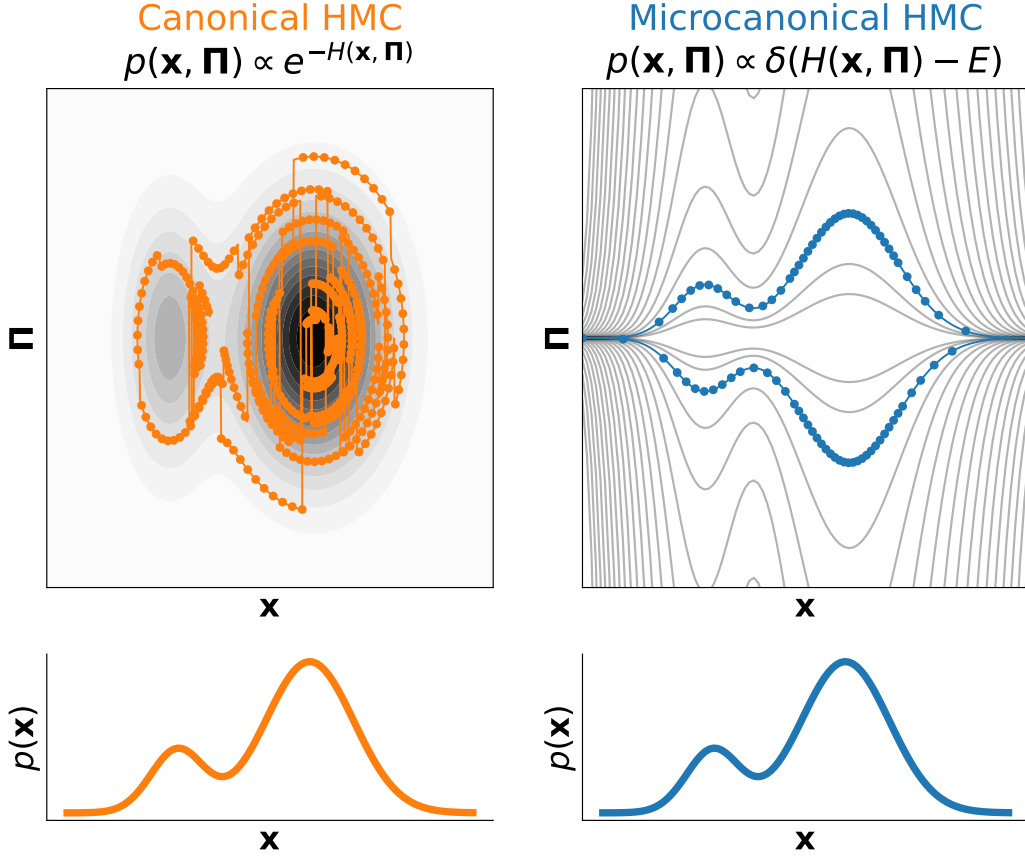 Canonical HMC
p(x, Π) ∝ e^{−H(x, Π)}
Π
x
p(x)
x
Microcanonical HMC
p(x, Π) ∝ δ(H(x, Π) − E)
Π
x
p(x)
x